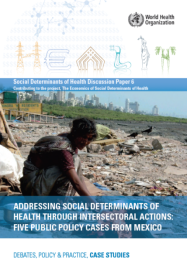 World Health
Organization
HEALTHY
Social Determinants of Health Discussion Paper 6
Contributing to the project, The Economics of Social Determinants of Health
ADDRESSING SOCIAL DETERMINANTS OF
HEALTH THROUGH INTERSECTORAL ACTIONS:
FIVE PUBLIC POLICY CASES FROM MEXICO
DEBATES, POLICY & PRACTICE, CASE STUDIES